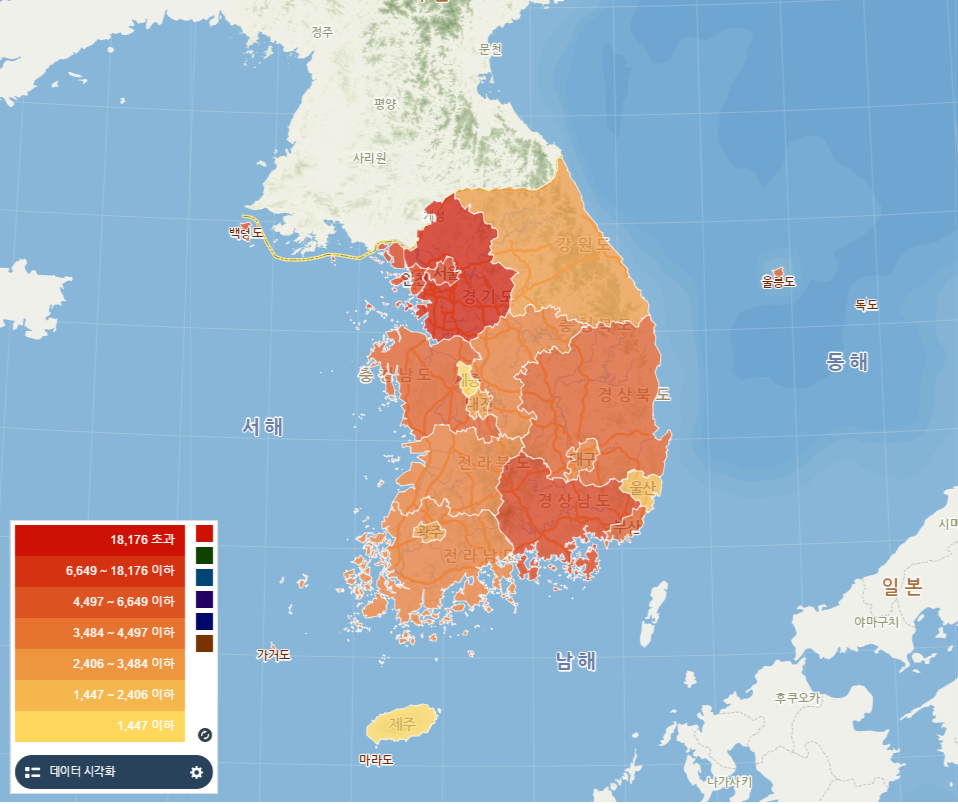 정주
문천
평양
사리원
개성
백령도
강원도
인천
서울
경기도
울릉도
독도
충청북도
동해
충청남도
세종
경상북도
대전
서해
전라북도
대구
울산
경상남도
부산
광주
전라남도
일본
야마구치
가거도
남해
후쿠오카
제주
마라도
나가사키
18,176 초과
6,649 ~ 18,176 이하
4,497 ~ 6,649 이하
3,484 ~ 4,497 이하
2,406 ~ 3,484 이하
1,447 ~ 2,406 이하
1,447 이하
데이터 시각화